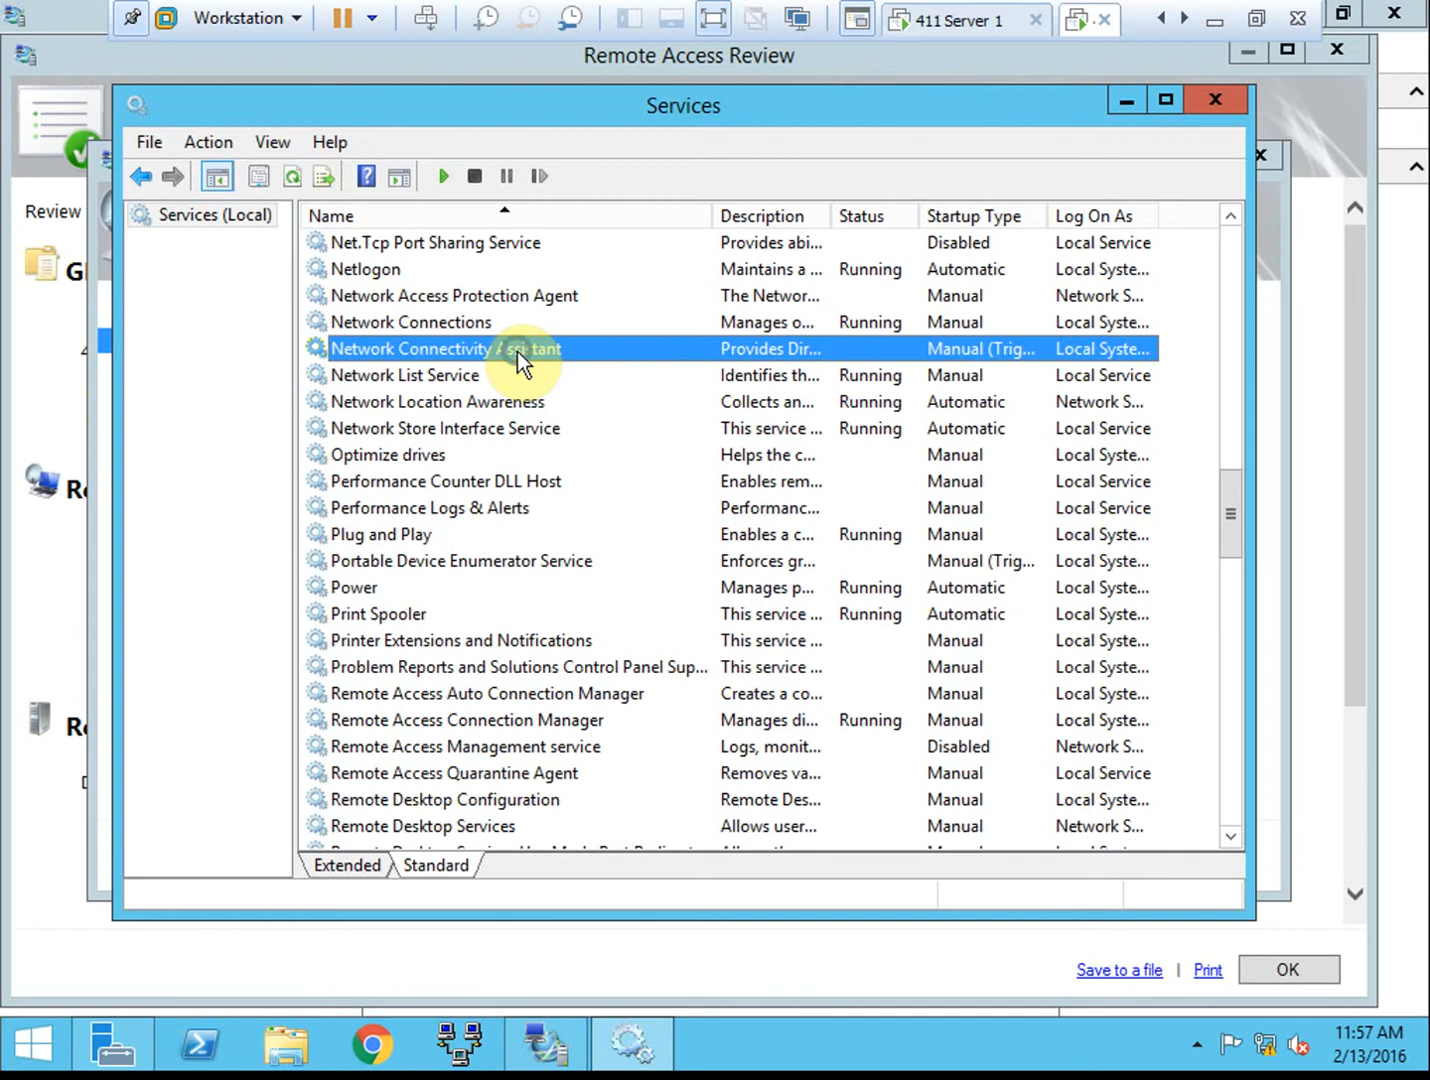 Workstation
411 Server 1
Remote Access Review
Services
File Action View Help
Review
Services (Local)
Name Description Status Startup Type Log On As
Net.Tcp Port Sharing Service Provides abi... Disabled Local Service
Netlogon Maintains a ... Running Automatic Local Syste...
Network Access Protection Agent The Networ... Manual Network S...
Network Connections Manages o... Running Manual Local Syste...
Network Connectivity Assistant Provides Dir... Manual (Trig... Local Syste...
Network List Service Identifies th... Running Manual Local Service
Network Location Awareness Collects an... Running Automatic Network S...
Network Store Interface Service This service ... Running Automatic Local Service
Optimize drives Helps the c... Manual Local Syste...
Performance Counter DLL Host Enables rem... Manual Local Service
Performance Logs & Alerts Performanc... Manual Local Service
Plug and Play Enables a c... Running Manual Local Syste...
Portable Device Enumerator Service Enforces gr... Manual (Trig... Local Syste...
Power Manages p... Running Automatic Local Syste...
Print Spooler This service ... Running Automatic Local Syste...
Printer Extensions and Notifications This service ... Manual Local Syste...
Problem Reports and Solutions Control Panel Sup... This service ... Manual Local Syste...
Remote Access Auto Connection Manager Creates a co... Manual Local Syste...
Remote Access Connection Manager Manages di... Running Manual Local Syste...
Remote Access Management service Logs, monit... Disabled Network S...
Remote Access Quarantine Agent Removes va... Manual Local Service
Remote Desktop Configuration Remote Des... Manual Local Syste...
Remote Desktop Services Allows user... Manual Network S...
Extended Standard
Save to a file | Print OK
11:57 AM
2/13/2016